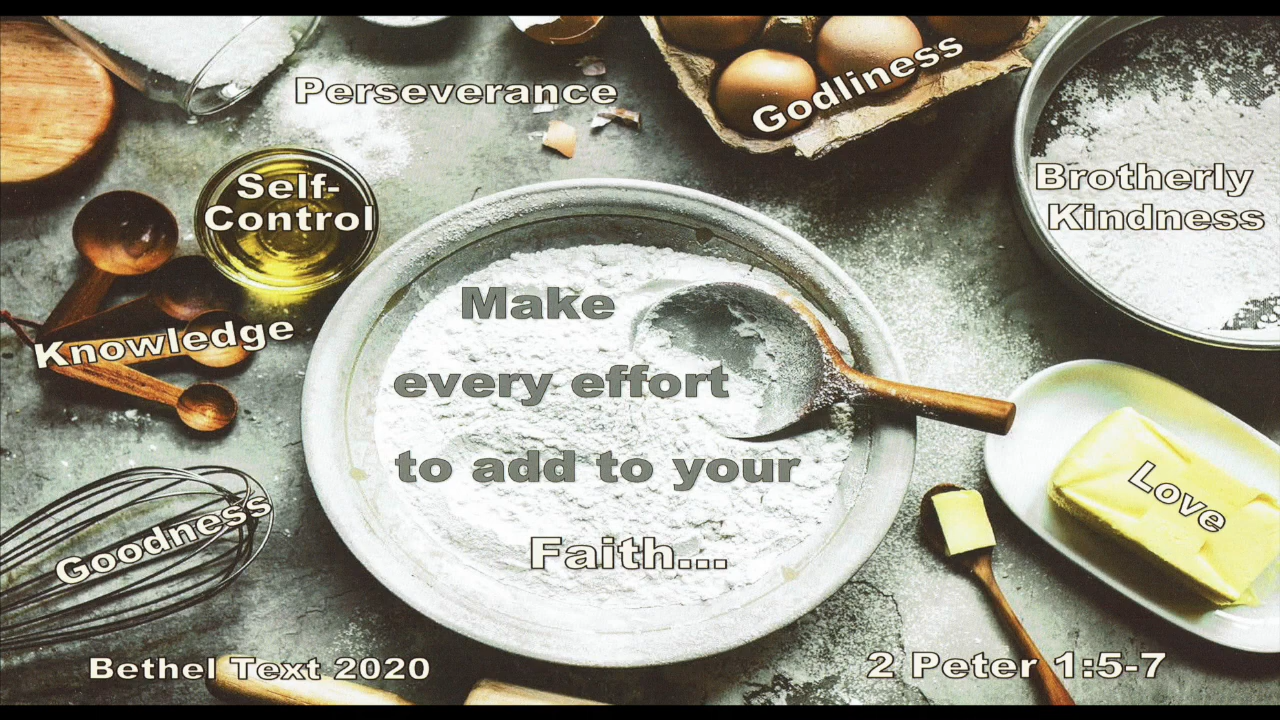 Perseverance
Godliness
Self-
Control
Brotherly
Kindness
Make
every effort
to add to your
Faith...
Knowledge
Goodness
Love
Bethel Text 2020
2 Peter 1:5-7